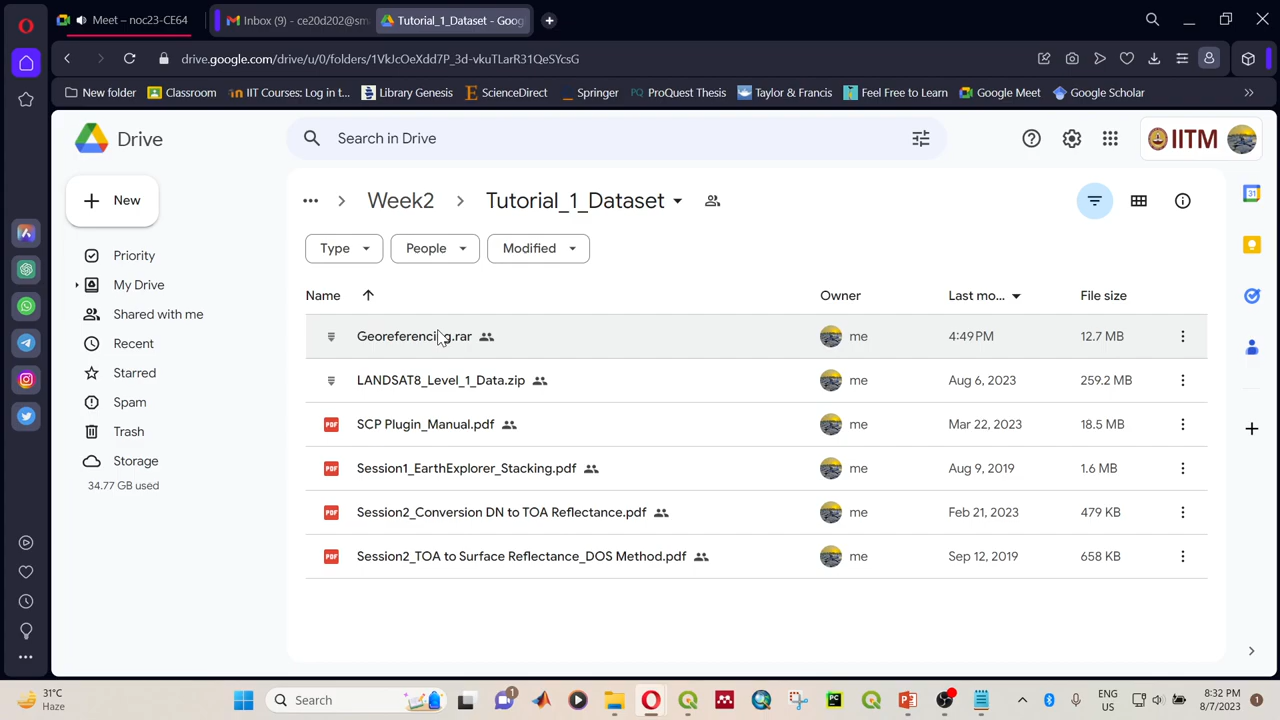 Meet – noc23-CE64
Inbox (9) - ce20d202@sm
Tutorial_1_Dataset - Goog
drive.google.com/drive/u/0/folders/1VkJcOeXdd7P_3d-vkuTLarR31QeSYcsG
New folder
Classroom
IIT Courses: Log in t...
Library Genesis
ScienceDirect
Springer
ProQuest Thesis
Taylor & Francis
Feel Free to Learn
Google Meet
Google Scholar
Drive
Search in Drive
IITM
New
... > Week2 > Tutorial_1_Dataset
Type
People
Modified
Priority
My Drive
Shared with me
Recent
Starred
Spam
Trash
Storage
34.77 GB used
Name Owner Last mo... File size
Georeferencing.rar me 4:49 PM 12.7 MB
LANDSAT8_Level_1_Data.zip me Aug 6, 2023 259.2 MB
SCP Plugin_Manual.pdf me Mar 22, 2023 18.5 MB
Session1_EarthExplorer_Stacking.pdf me Aug 9, 2019 1.6 MB
Session2_Conversion DN to TOA Reflectance.pdf me Feb 21, 2023 479 KB
Session2_TOA to Surface Reflectance_DOS Method.pdf me Sep 12, 2019 658 KB
31°C
Haze
Search
ENG
US
8:32 PM
8/7/2023